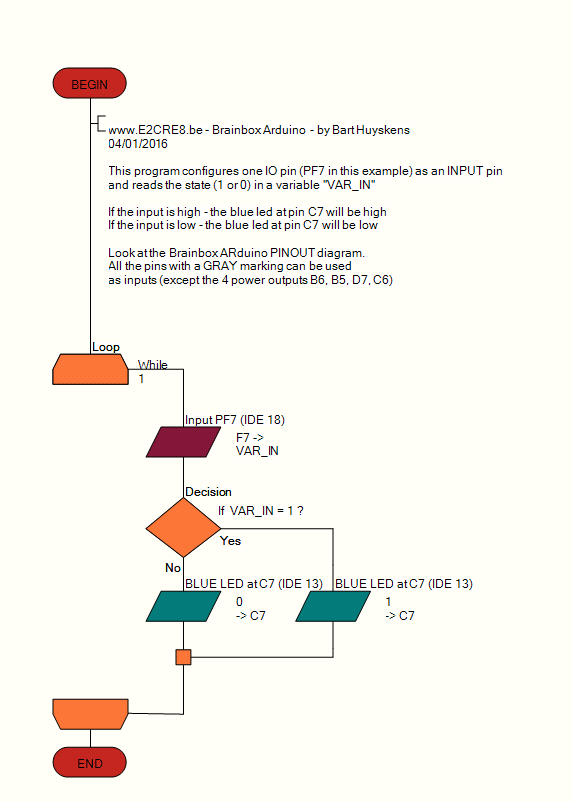 BEGIN
www.E2CRE8.be - Brainbox Arduino - by Bart Huyskens
04/01/2016
This program configures one IO pin (PF7 in this example) as an INPUT pin
and reads the state (1 or 0) in a variable "VAR_IN"
If the input is high - the blue led at pin C7 will be high
If the input is low - the blue led at pin C7 will be low
Look at the Brainbox ARduino PINOUT diagram.
All the pins with a GRAY marking can be used
as inputs (except the 4 power outputs B6, B5, D7, C6)
Loop
While
1
Input PF7 (IDE 18)
F7 ->
VAR_IN
Decision
If VAR_IN = 1 ?
Yes
No
BLUE LED at C7 (IDE 13)
0
-> C7
BLUE LED at C7 (IDE 13)
1
-> C7
END